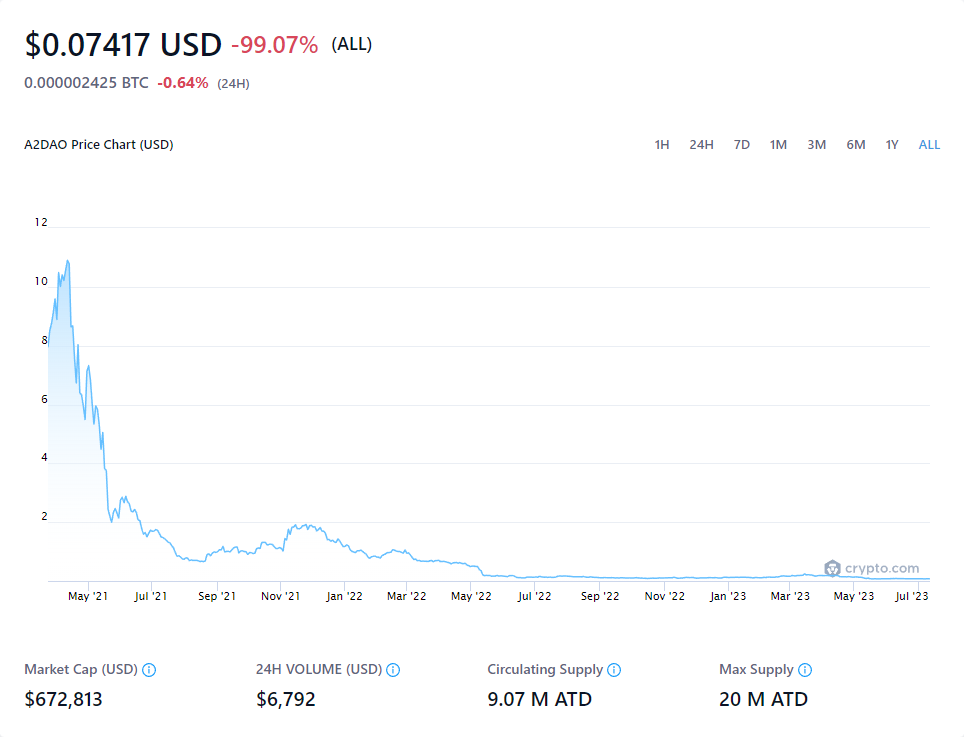 $0.07417 USD -99.07% (ALL)
0.000002425 BTC -0.64% (24H)
A2DAO Price Chart (USD) 1H 24H 7D 1M 3M 6M 1Y ALL
12
10
8
6
4
2
crypto.com
May '21 Jul '21 Sep '21 Nov '21 Jan '22 Mar '22 May '22 Jul '22 Sep '22 Nov '22 Jan '23 Mar '23 May '23 Jul '23
Market Cap (USD) 24H VOLUME (USD) Circulating Supply Max Supply
$672,813 $6,792 9.07 M ATD 20 M ATD